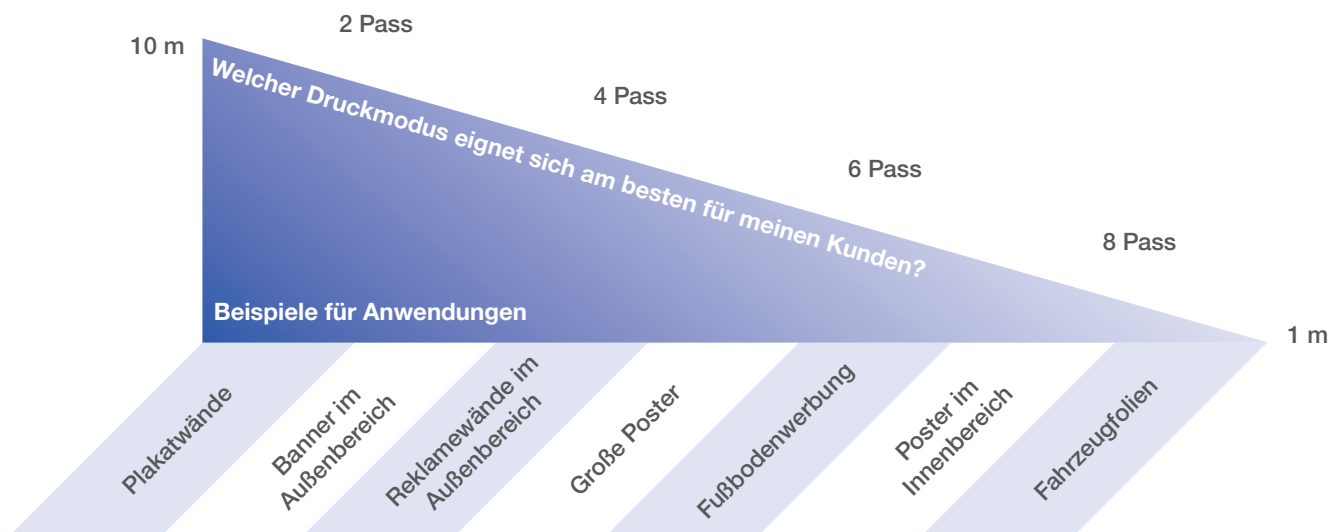 2 Pass
10 m
Welcher Druckmodus eignet sich am besten für meinen Kunden?
4 Pass
6 Pass
8 Pass
Beispiele für Anwendungen
1 m
Plakatwände
Banner im
Außenbereich
Reklamewände im
Außenbereich
Große Poster
Fußbodenwerbung
Poster im
Innenbereich
Fahrzeugfolien